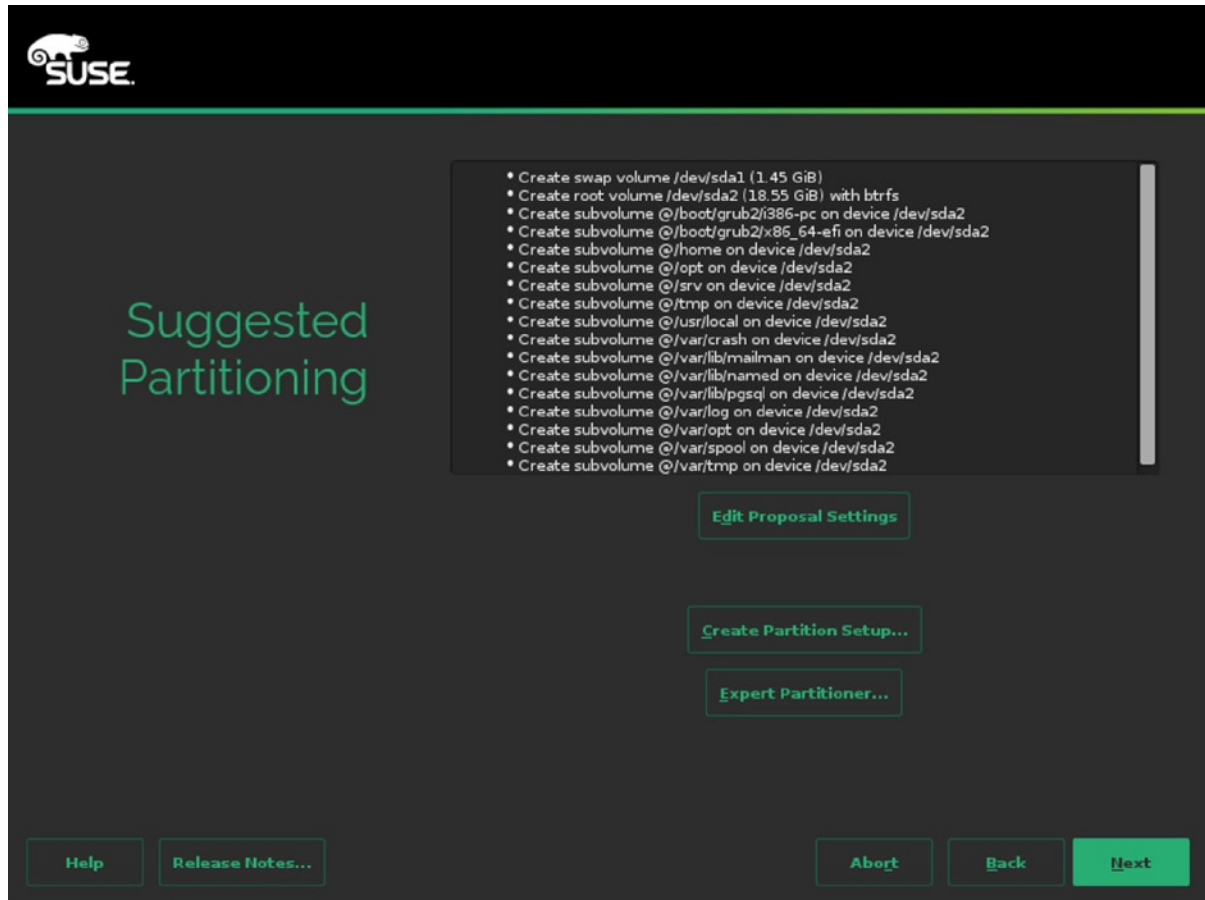 SUSE.
Suggested
Partitioning
* Create swap volume /dev/sda1 (1.45 GiB)
* Create root volume /dev/sda2 (18.55 GiB) with btrfs
* Create subvolume @/boot/grub2/i386-pc on device /dev/sda2
* Create subvolume @/boot/grub2/x86_64-efi on device /dev/sda2
* Create subvolume @/home on device /dev/sda2
* Create subvolume @/opt on device /dev/sda2
* Create subvolume @/srv on device /dev/sda2
* Create subvolume @/tmp on device /dev/sda2
* Create subvolume @/usr/local on device /dev/sda2
* Create subvolume @/var/crash on device /dev/sda2
* Create subvolume @/var/lib/mailman on device /dev/sda2
* Create subvolume @/var/lib/named on device /dev/sda2
* Create subvolume @/var/lib/pgsql on device /dev/sda2
* Create subvolume @/var/log on device /dev/sda2
* Create subvolume @/var/opt on device /dev/sda2
* Create subvolume @/var/spool on device /dev/sda2
* Create subvolume @/var/tmp on device /dev/sda2
Edit Proposal Settings
Create Partition Setup...
Expert Partitioner...
Help
Release Notes...
Abort
Back
Next